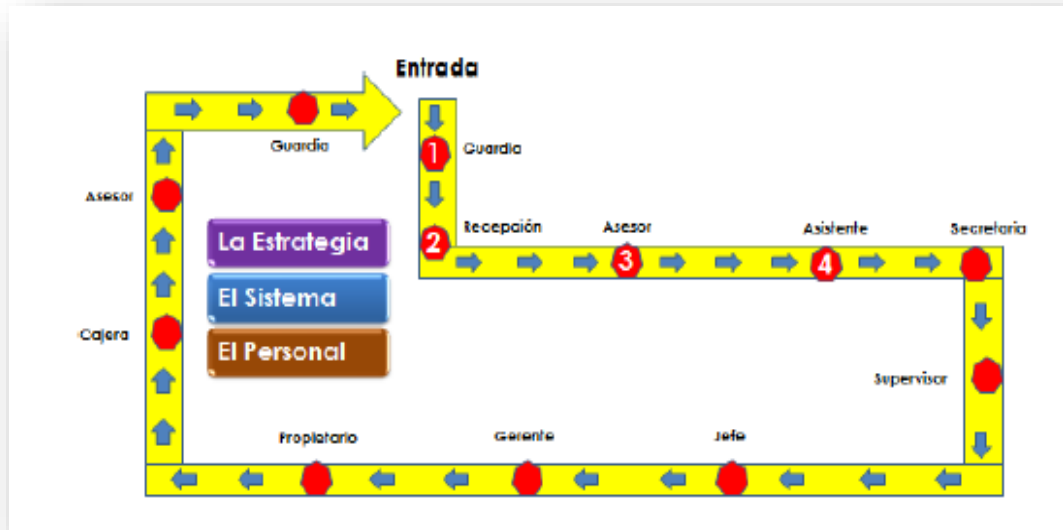 Entrada
1
Guardia
2
Recepción
Asesor
3
Asistente
4
Secretaria
Supervisor
Jefe
Gerente
Propietario
Cajera
Asesor
Guardia
La Estrategia
El Sistema
El Personal